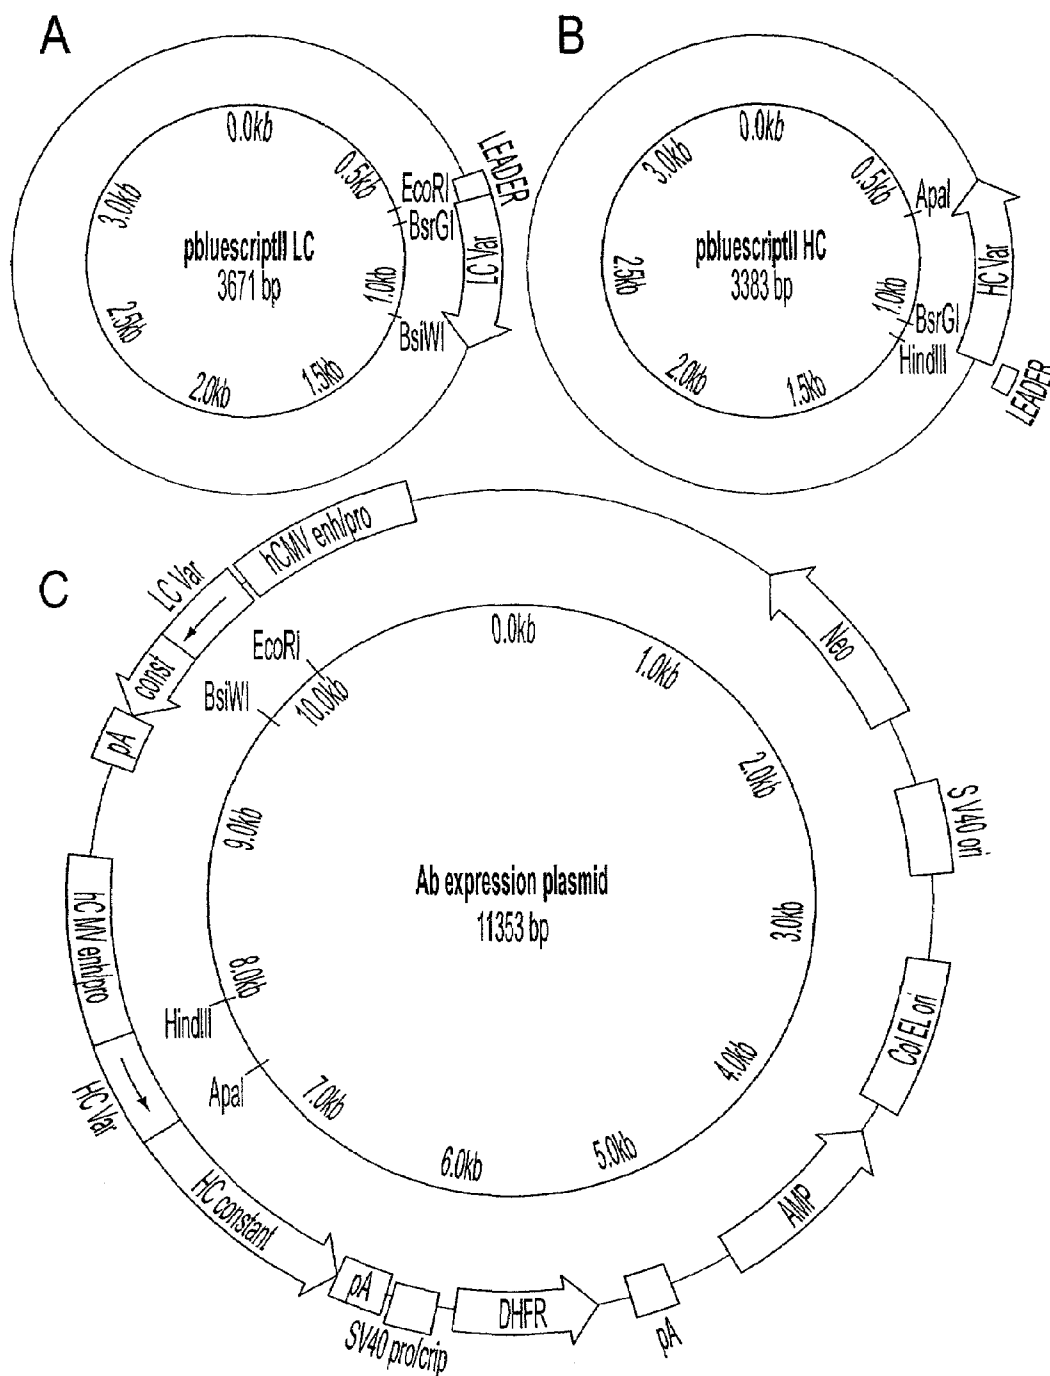 A
0.0kb
0.5kb
1.0kb
1.5kb
2.0kb
2.5kb
3.0kb
LEADER
EcoRI
BsrGI
LC Var
BsiWI
pbluescriptII LC
3671 bp
B
0.0kb
0.5kb
1.0kb
1.5kb
2.0kb
2.5kb
3.0kb
ApaI
HC Var
BsrGI
HindIII
LEADER
pbluescriptII HC
3383 bp
C
hCMV enh/pro
LC Var
const
pA
EcoRI
BsiWI
0.0kb
1.0kb
2.0kb
3.0kb
4.0kb
5.0kb
6.0kb
7.0kb
8.0kb
9.0kb
10.0kb
Neo
SV40 ori
Col EL ori
AMP
pA
DHFR
SV40 pro/crip
pA
HC constant
HC Var
hCMV enh/pro
HindIII
ApaI
Ab expression plasmid
11353 bp